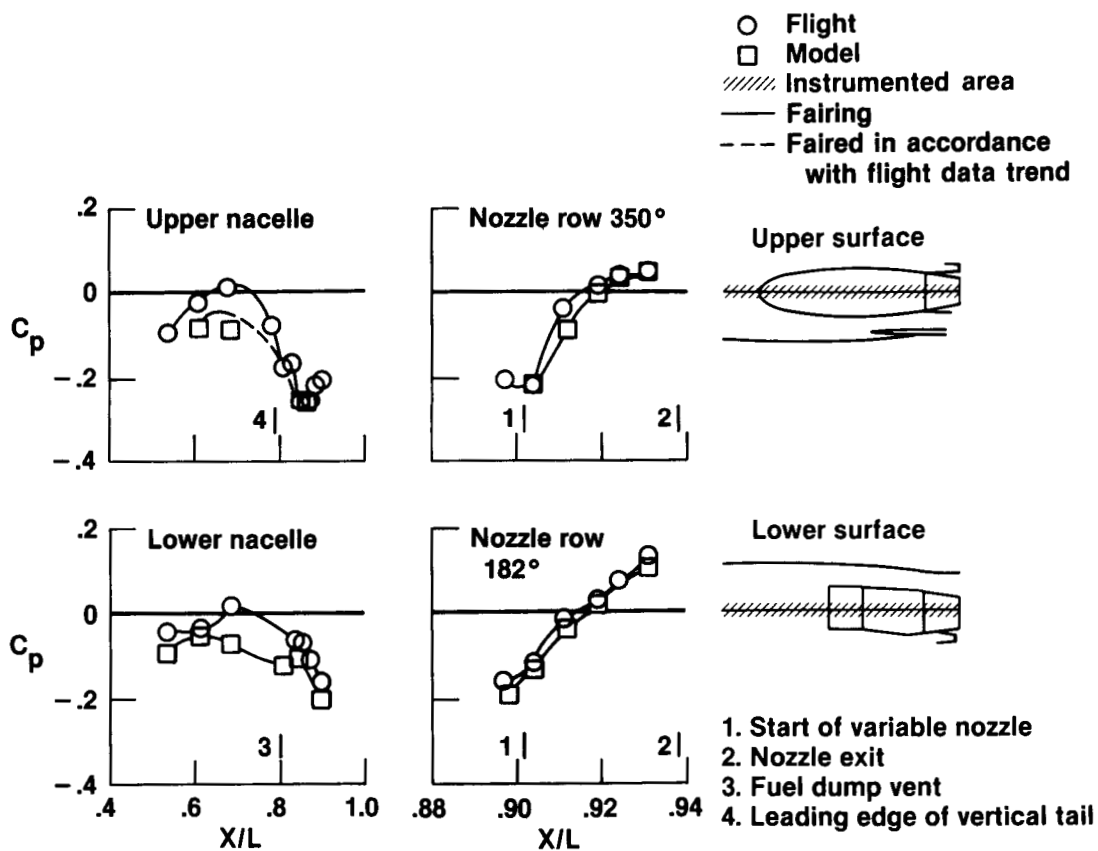 Flight
Model
Instrumented area
Fairing
Faired in accordance
with flight data trend
.2
0
-.2
-.4
Cp
Upper nacelle
4
Nozzle row 350°
1
2
Upper surface
.2
0
-.2
-.4
Cp
Lower nacelle
3
.4
.6
.8
1.0
X/L
Nozzle row
182°
1
2
.88
.90
.92
.94
X/L
Lower surface
1. Start of variable nozzle
2. Nozzle exit
3. Fuel dump vent
4. Leading edge of vertical tail